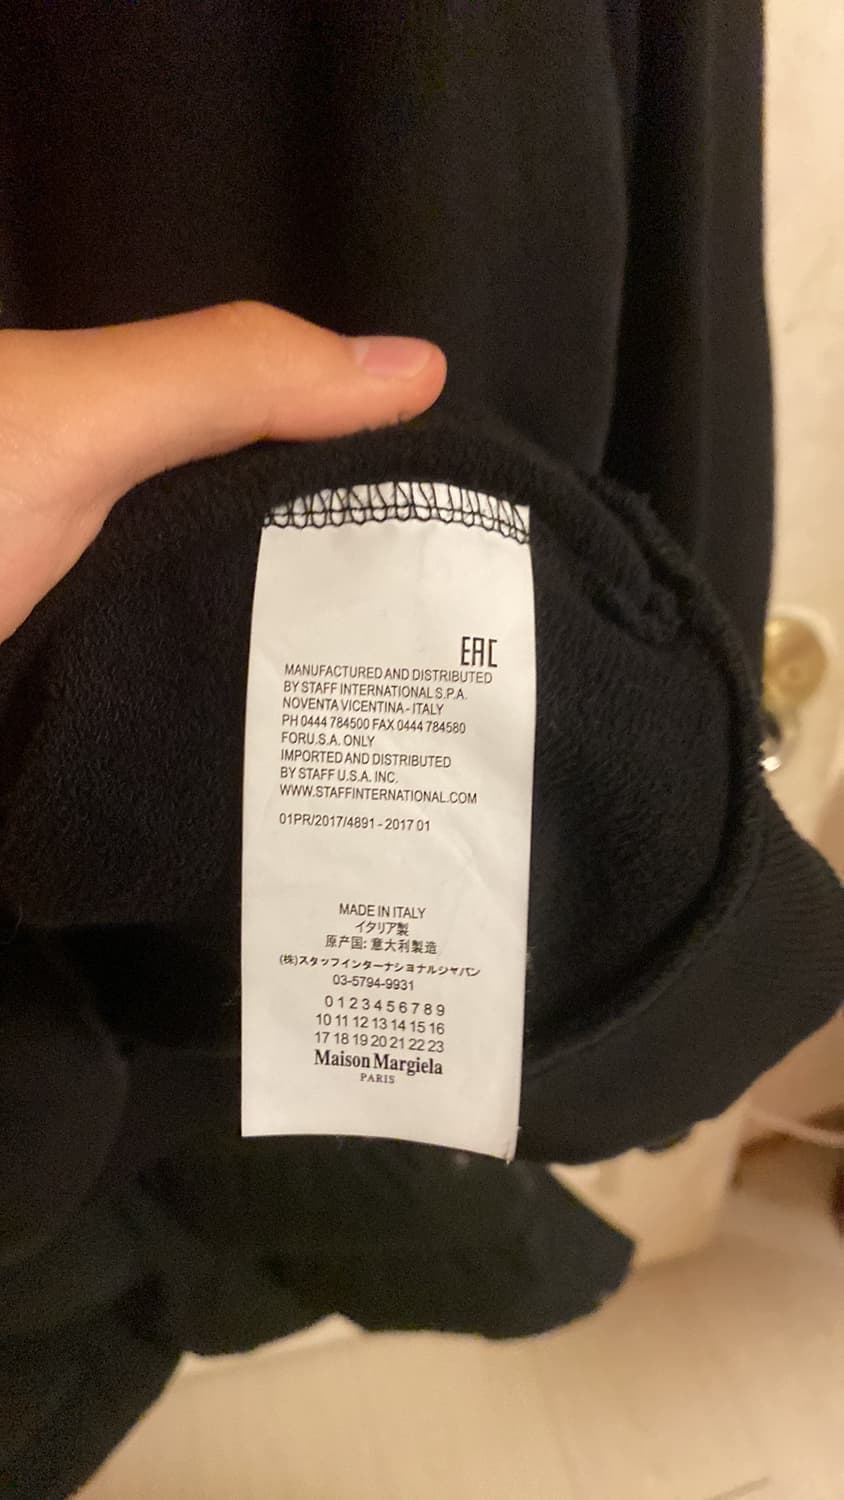 EAC
MANUFACTURED AND DISTRIBUTED
BY STAFF INTERNATIONAL S.P.A.
NOVENTA VICENTINA - ITALY
PH 0444 784500 FAX 0444 784580
FOR U.S.A. ONLY
IMPORTED AND DISTRIBUTED
BY STAFF U.S.A. INC.
WWW.STAFFINTERNATIONAL.COM
01PR/2017/4891 - 2017 01
MADE IN ITALY
イタリア製
原产国: 意大利製造
(株)スタッフインターナショナルジャパン
03-5794-9931
0 1 2 3 4 5 6 7 8 9
10 11 12 13 14 15 16
17 18 19 20 21 22 23
Maison Margiela
PARIS